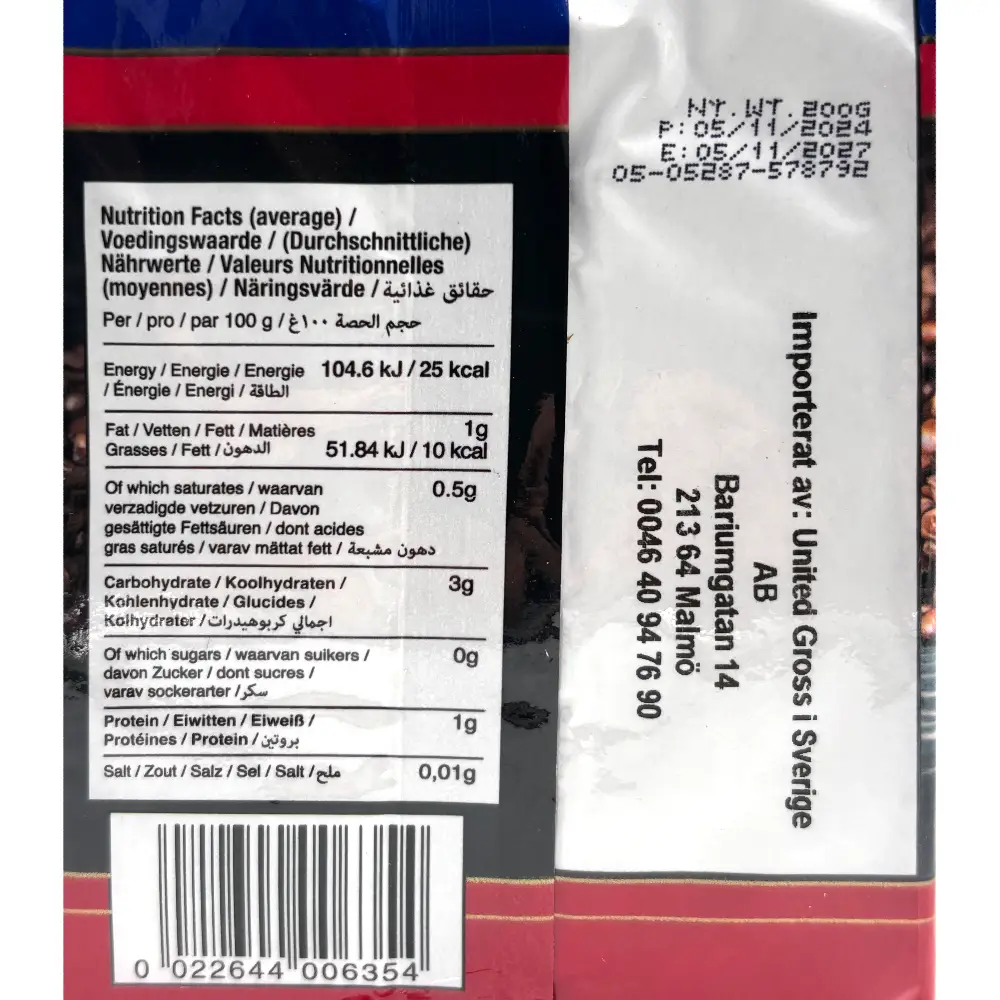 Nutrition Facts (average) /
Voedingswaarde / (Durchschnittliche)
Nährwerte / Valeurs Nutritionnelles
(moyennes) / Näringsvärde / حقائق غذائية
Per / pro / par 100 g / حجم الحصة ١٠٠غ
Energy / Energie / Energie 104.6 kJ / 25 kcal
/ Énergie / Energi / الطاقة
Fat / Vetten / Fett / Matières 1g
Grasses / Fett / الدهون 51.84 kJ / 10 kcal
Of which saturates / waarvan 0.5g
verzadigde vetzuren / Davon
gesättigte Fettsäuren / dont acides
gras saturés / varav mättat fett / دهون مشبعة
Carbohydrate / Koolhydraten / 3g
Kohlenhydrate / Glucides /
Kolhydrater / اجمالي كربوهيدرات
Of which sugars / waarvan suikers / 0g
davon Zucker / dont sucres /
varav sockerarter / سكر
Protein / Eiwitten / Eiweiß / 1g
Protéines / Protein / بروتين
Salt / Zout / Salz / Sel / Salt / ملح 0,01g
0 022644 006354
NT.WT.200G
P:05/11/2024
E:05/11/2027
05-05287-578792
Importerat av: United Gross i Sverige
AB
Bariumgatan 14
213 64 Malmö
Tel: 0046 40 94 76 90